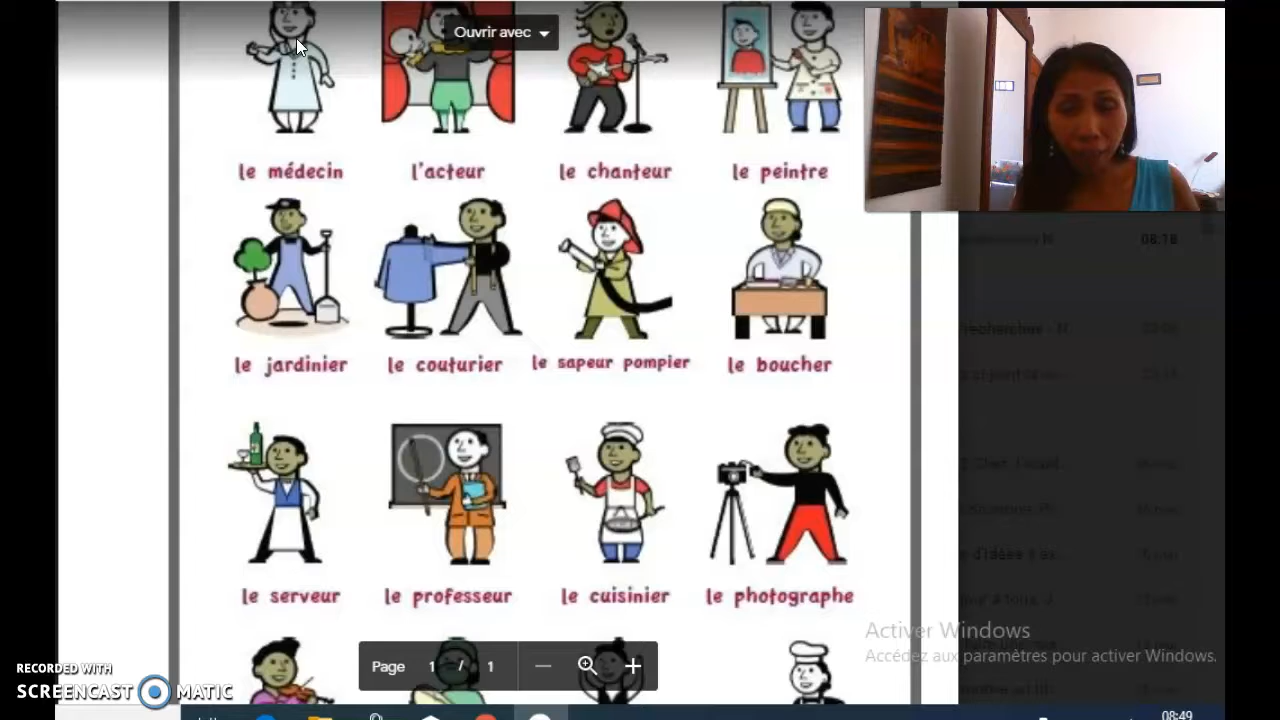 Ouvrir avec
le médecin
l'acteur
le chanteur
le peintre
08:18
le jardinier
le couturier
le sapeur pompier
le boucher
le serveur
le professeur
le cuisinier
le photographe
Activer Windows
Accédez aux paramètres pour activer Windows.
Page 1 / 1
RECORDED WITH
SCREENCAST MATIC
08:49